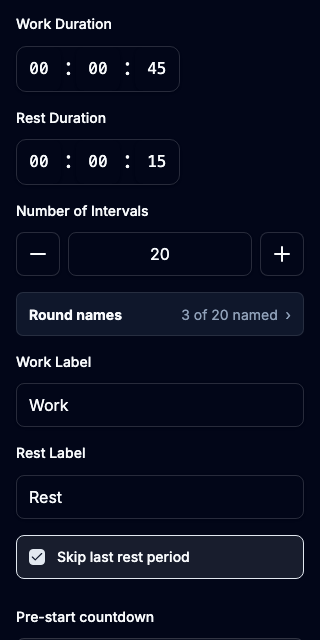 Work Duration
00 : 00 : 45
Rest Duration
00 : 00 : 15
Number of Intervals
− 20 +
Round names 3 of 20 named ›
Work Label
Work
Rest Label
Rest
Skip last rest period
Pre-start countdown